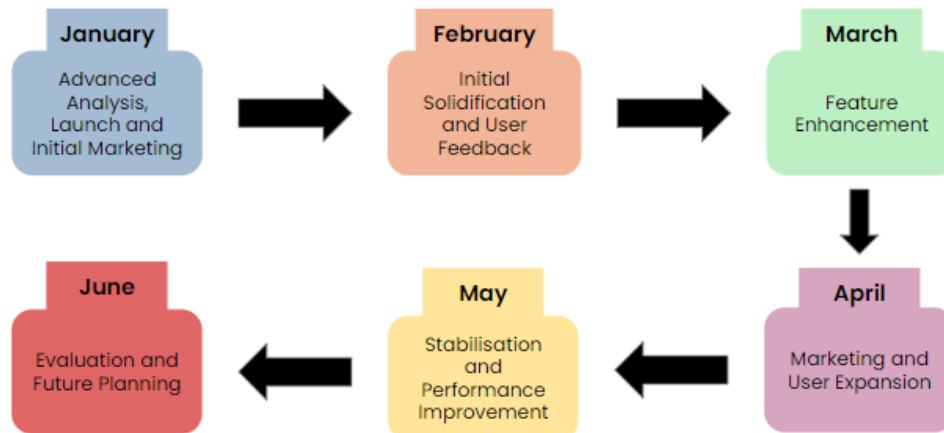 January
Advanced
Analysis,
Launch and
Initial Marketing
February
Initial
Solidification
and User
Feedback
March
Feature
Enhancement
April
Marketing and
User Expansion
May
Stabilisation
and
Performance
Improvement
June
Evaluation and
Future Planning